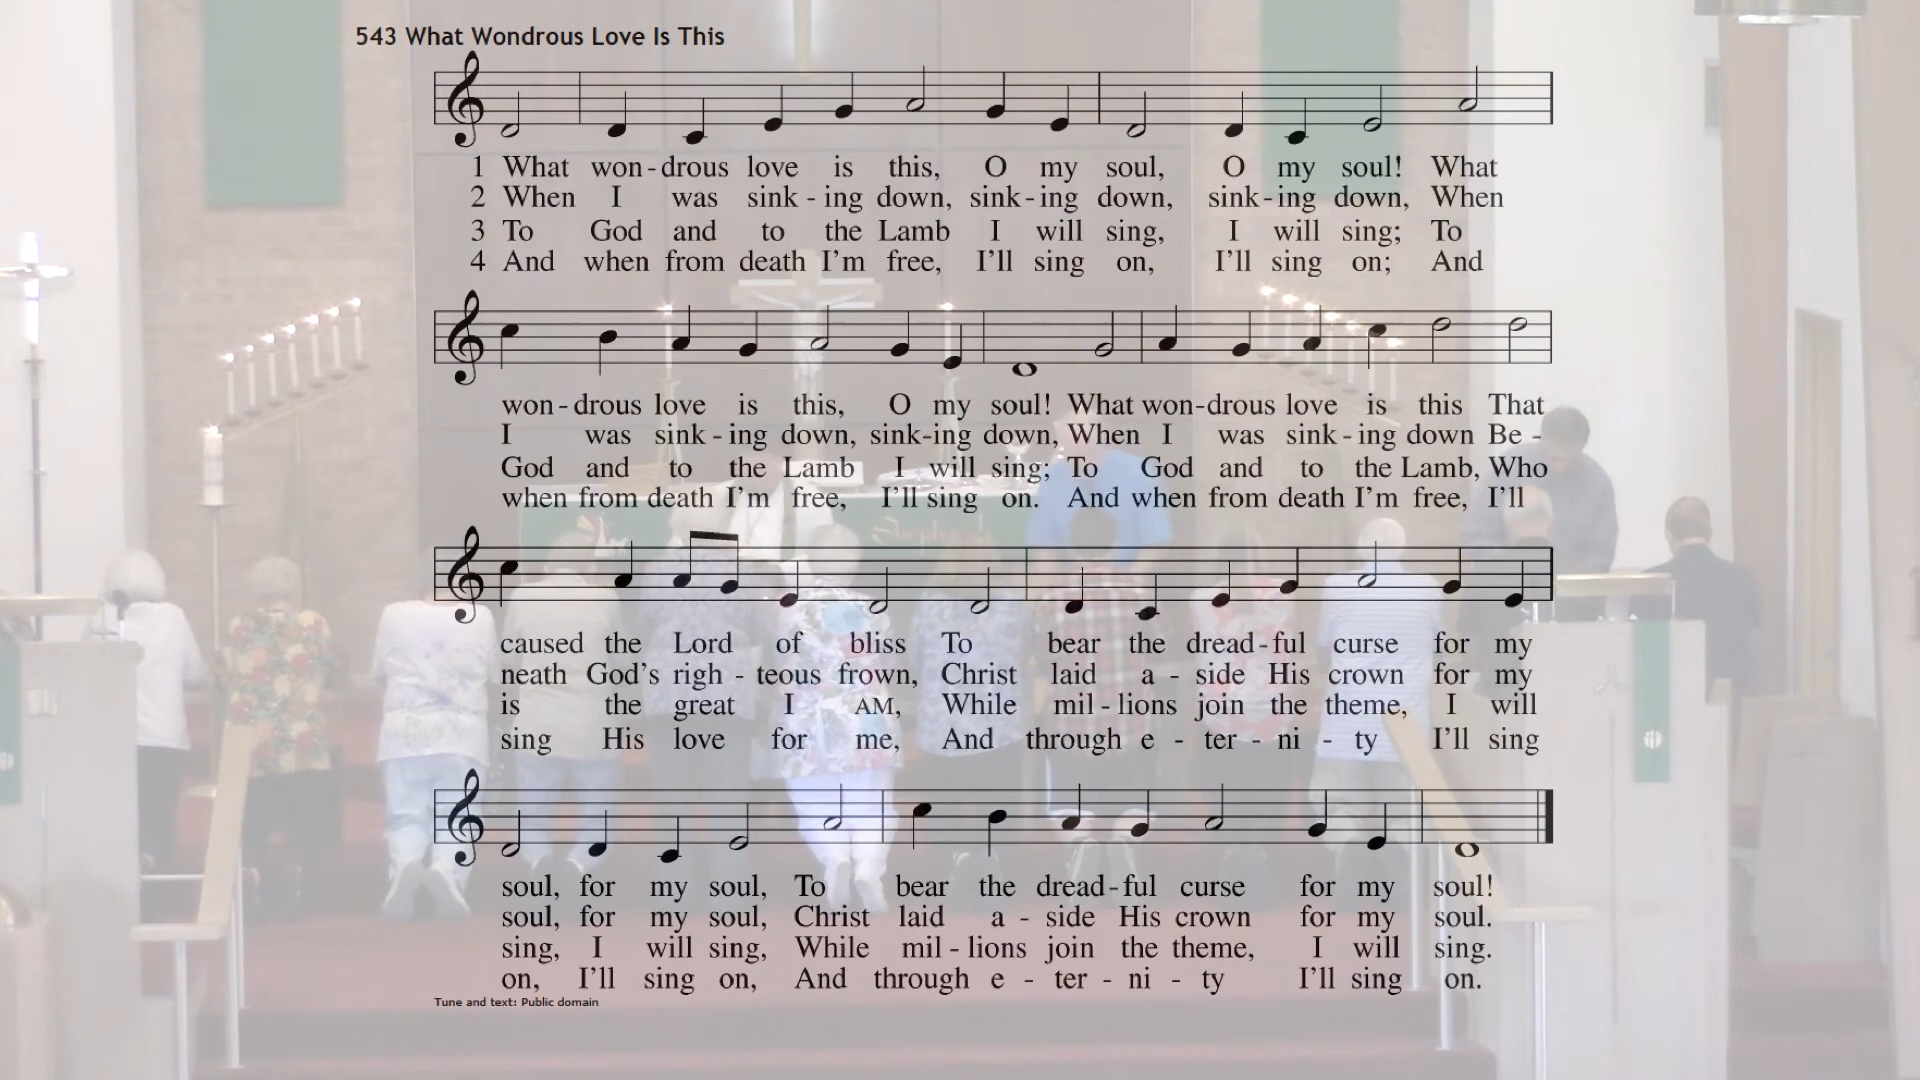 543 What Wondrous Love Is This
1 What won - drous love is this, O my soul, O my soul! What
2 When I was sink - ing down, sink - ing down, sink - ing down, When
3 To God and to the Lamb I will sing, I will sing; To
4 And when from death I'm free, I'll sing on, I'll sing on; And
won - drous love is this, O my soul! What won - drous love is this That
I was sink - ing down, sink - ing down, When I was sink - ing down Be -
God and to the Lamb I will sing; To God and to the Lamb, Who
when from death I'm free, I'll sing on. And when from death I'm free, I'll
caused the Lord of bliss To bear the dread - ful curse for my
neath God's righ - teous frown, Christ laid a - side His crown for my
is the great I AM, While mil - lions join the theme, I will
sing His love for me, And through e - ter - ni - ty I'll sing
soul, for my soul, To bear the dread - ful curse for my soul!
soul, for my soul, Christ laid a - side His crown for my soul.
sing, I will sing, While mil - lions join the theme, I will sing.
on, I'll sing on, And through e - ter - ni - ty I'll sing on.
Tune and text: Public domain